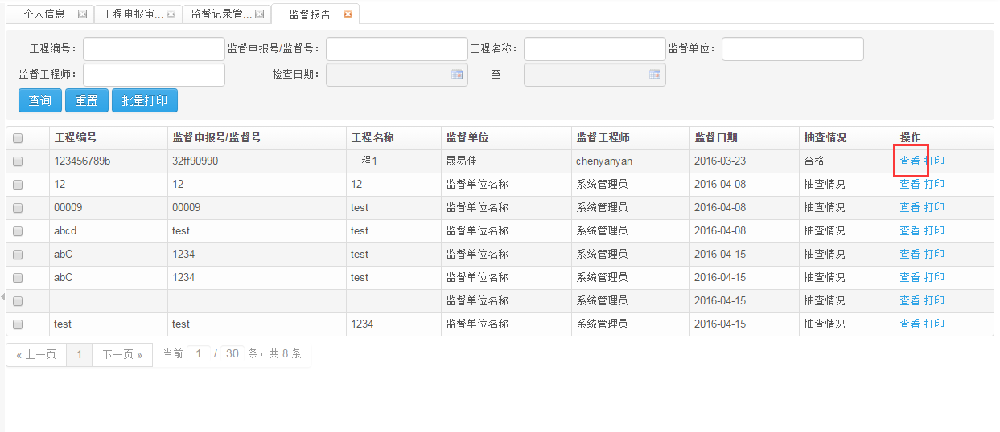 个人信息 工程申报审... 监督记录管... 监督报告
工程编号： 监督申报号/监督号： 工程名称： 监督单位：
监督工程师： 检查日期： 至
查询 重置 批量打印
工程编号 监督申报号/监督号 工程名称 监督单位 监督工程师 监督日期 抽查情况 操作
123456789b 32ff90990 工程1 晟易佳 chenyanyan 2016-03-23 合格 查看 打印
12 12 12 监督单位名称 系统管理员 2016-04-08 抽查情况 查看 打印
00009 00009 test 监督单位名称 系统管理员 2016-04-08 抽查情况 查看 打印
abcd test test 监督单位名称 系统管理员 2016-04-08 抽查情况 查看 打印
abC 1234 test 监督单位名称 系统管理员 2016-04-15 抽查情况 查看 打印
abC 1234 test 监督单位名称 系统管理员 2016-04-15 抽查情况 查看 打印
监督单位名称 系统管理员 2016-04-15 抽查情况 查看 打印
test test 1234 监督单位名称 系统管理员 2016-04-15 抽查情况 查看 打印
« 上一页 1 下一页 » 当前 1 / 30 条，共 8 条